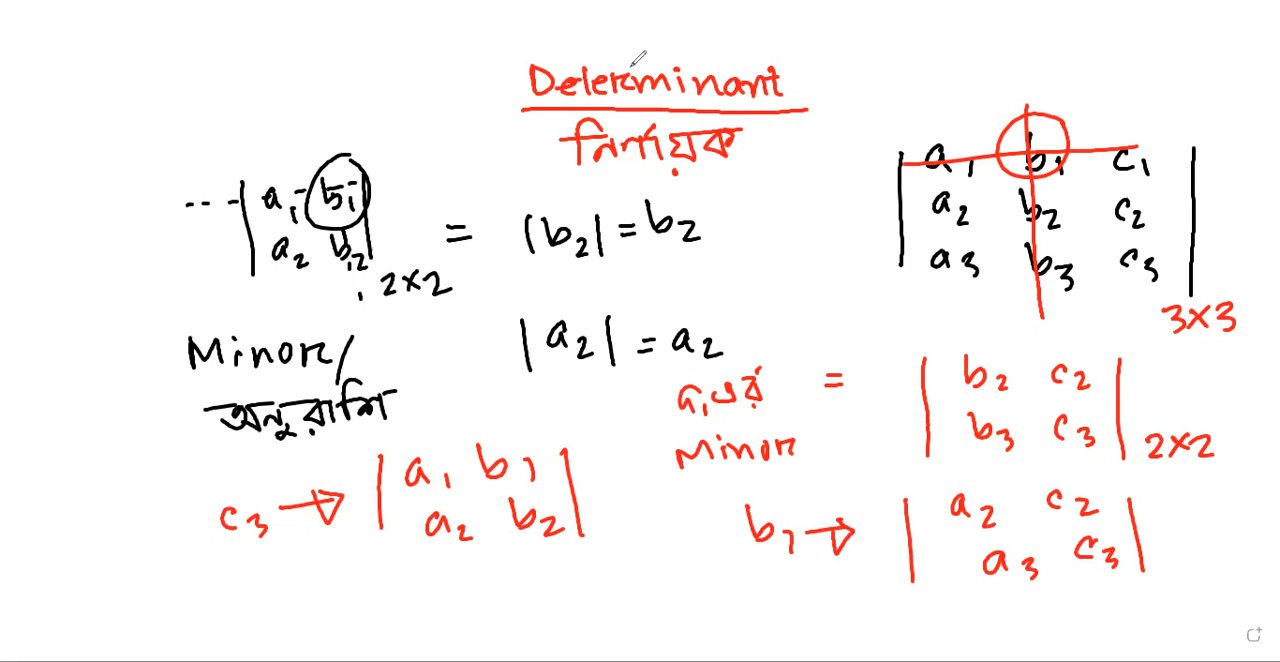 Determinant
নির্ণায়ক
---| a₁ b₁ |
| a₂ b₂ | 2×2
= |b₂| = b₂
|a₂| = a₂
Minor/
অনুরাশি
| a₁ b₁ c₁ |
| a₂ b₂ c₂ |
| a₃ b₃ c₃ |
3×3
a₁ এর
Minor
= | b₂ c₂ |
| b₃ c₃ | 2×2
c₃ → | a₁ b₁ |
| a₂ b₂ |
b₁ → | a₂ c₂ |
| a₃ c₃ |